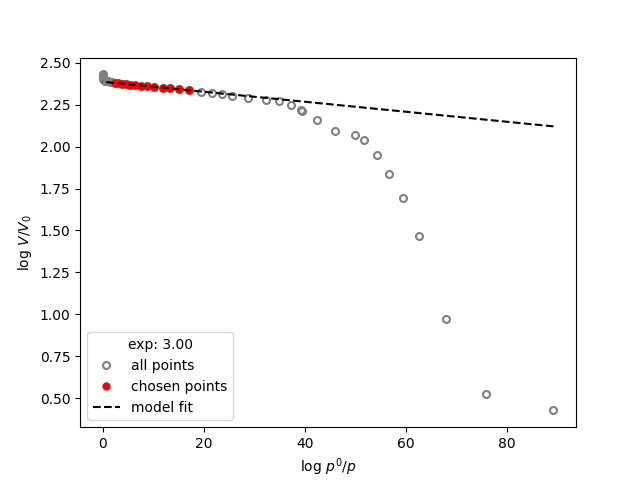 2.50
2.25
2.00
1.75
1.50
1.25
1.00
0.75
0.50
log V/V₀
exp: 3.00
all points
chosen points
model fit
0 20 40 60 80
log p⁰/p